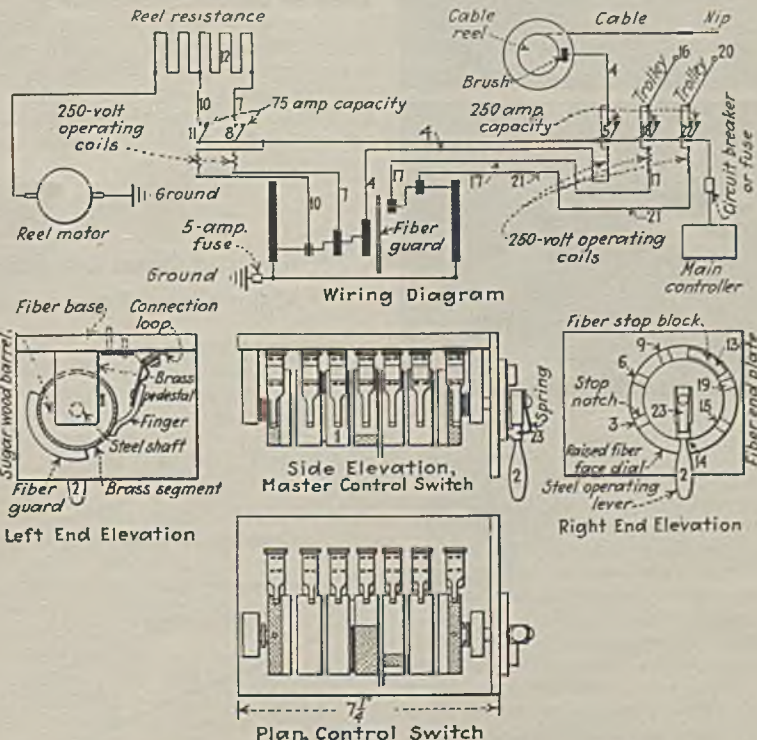 Reel resistance
12
Cable reel
Cable
Nip
Brush
4
Trolley
16
Trolley
20
10
7
75 amp capacity
250-volt operating coils
11
8
250 amp. capacity
5
18
22
4
Circuit breaker or fuse
Reel motor
Ground
10
7
4
17
17
21
17
21
5-amp. fuse
Fiber guard
250-volt operating coils
Main controller
Ground
Wiring Diagram
Fiber base
Connection loop
Sugar wood barrel
Brass pedestal
Finger
Steel shaft
Fiber guard
2
Brass segment
Left End Elevation
1
Spring
23
2
Side Elevation,
Master Control Switch
Fiber stop block
13
9
6
Stop notch
3
23
19
15
14
Fiber end plate
Raised fiber face dial
2
Steel operating lever
Right End Elevation
7 1/4"
Plan, Control Switch